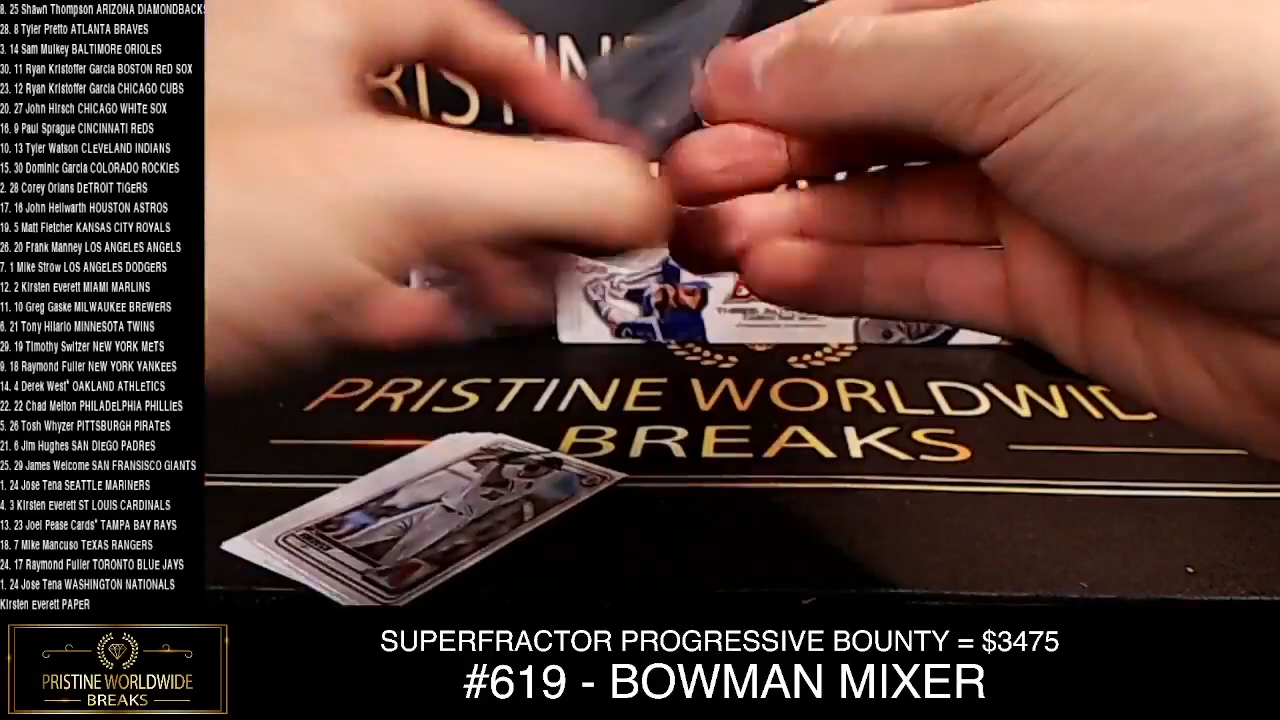 8. 25 Shawn Thompson ARIZONA DIAMONDBACKS
28. 8 Tyler Pretto ATLANTA BRAVES
3. 14 Sam Mulkey BALTIMORE ORIOLES
30. 11 Ryan Kristoffer Garcia BOSTON RED SOX
23. 12 Ryan Kristoffer Garcia CHICAGO CUBS
20. 27 John Hirsch CHICAGO WHITE SOX
16. 9 Paul Sprague CINCINNATI REDS
10. 13 Tyler Watson CLEVELAND INDIANS
15. 30 Dominic Garcia COLORADO ROCKIES
2. 28 Corey Orians DETROIT TIGERS
17. 16 John Hellwarth HOUSTON ASTROS
19. 5 Matt Fletcher KANSAS CITY ROYALS
26. 20 Frank Manney LOS ANGELES ANGELS
7. 1 Mike Strow LOS ANGELES DODGERS
12. 2 Kirsten Everett MIAMI MARLINS
11. 10 Greg Gaske MILWAUKEE BREWERS
6. 21 Tony Hilario MINNESOTA TWINS
29. 19 Timothy Switzer NEW YORK METS
9. 18 Raymond Fuller NEW YORK YANKEES
14. 4 Derek West* OAKLAND ATHLETICS
22. 22 Chad Melton PHILADELPHIA PHILLIES
5. 26 Tosh Whyzer PITTSBURGH PIRATES
21. 6 Jim Hughes SAN DIEGO PADRES
25. 29 James Welcome SAN FRANSISCO GIANTS
1. 24 Jose Tena SEATTLE MARINERS
4. 3 Kirsten Everett ST LOUIS CARDINALS
13. 23 Joel Pease Cards* TAMPA BAY RAYS
18. 7 Mike Mancuso TEXAS RANGERS
24. 17 Raymond Fuller TORONTO BLUE JAYS
1. 24 Jose Tena WASHINGTON NATIONALS
Kirsten Everett PAPER
PRISTINE WORLDWID
BREAKS
PRISTINE WORLDWIDE
BREAKS
SUPERFRACTOR PROGRESSIVE BOUNTY = $3475
#619 - BOWMAN MIXER